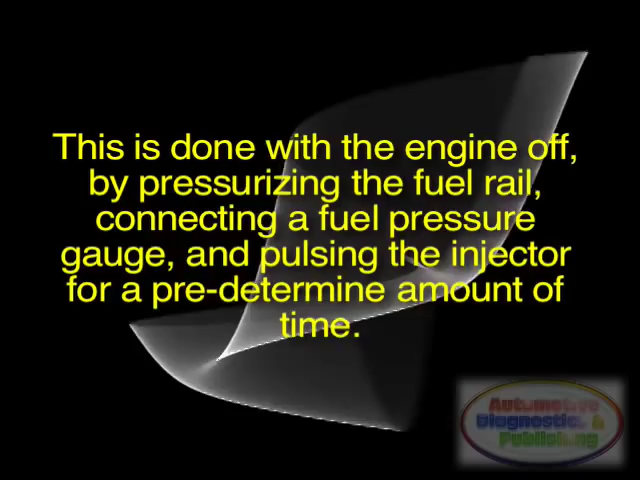 This is done with the engine off,
by pressurizing the fuel rail,
connecting a fuel pressure
gauge, and pulsing the injector
for a pre-determine amount of
time.
Automotive
Diagnostic &
Publishing